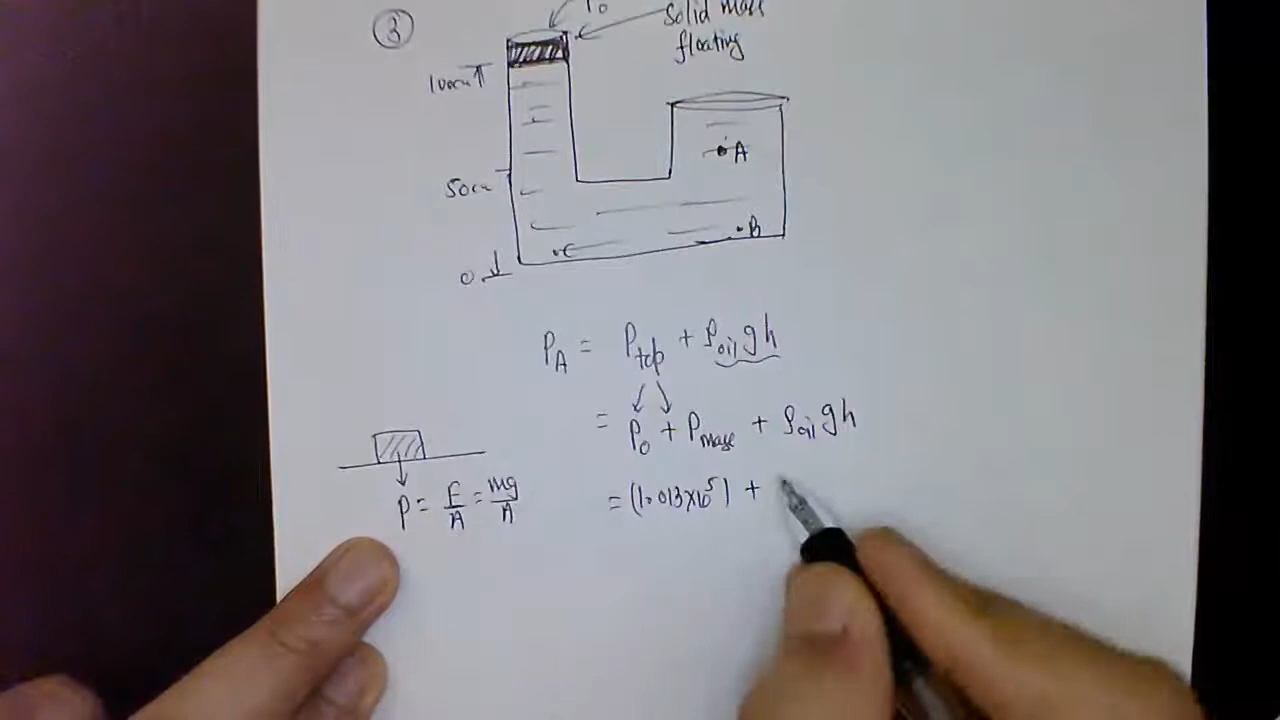 ③
P₀
Solid mass
floating
100cm
50cm
0
A
B
C
P_A = P_top + ρ_oil g h
= P₀ + P_mass + ρ_oil g h
P = F/A = mg/A
= (1.013×10⁵) +